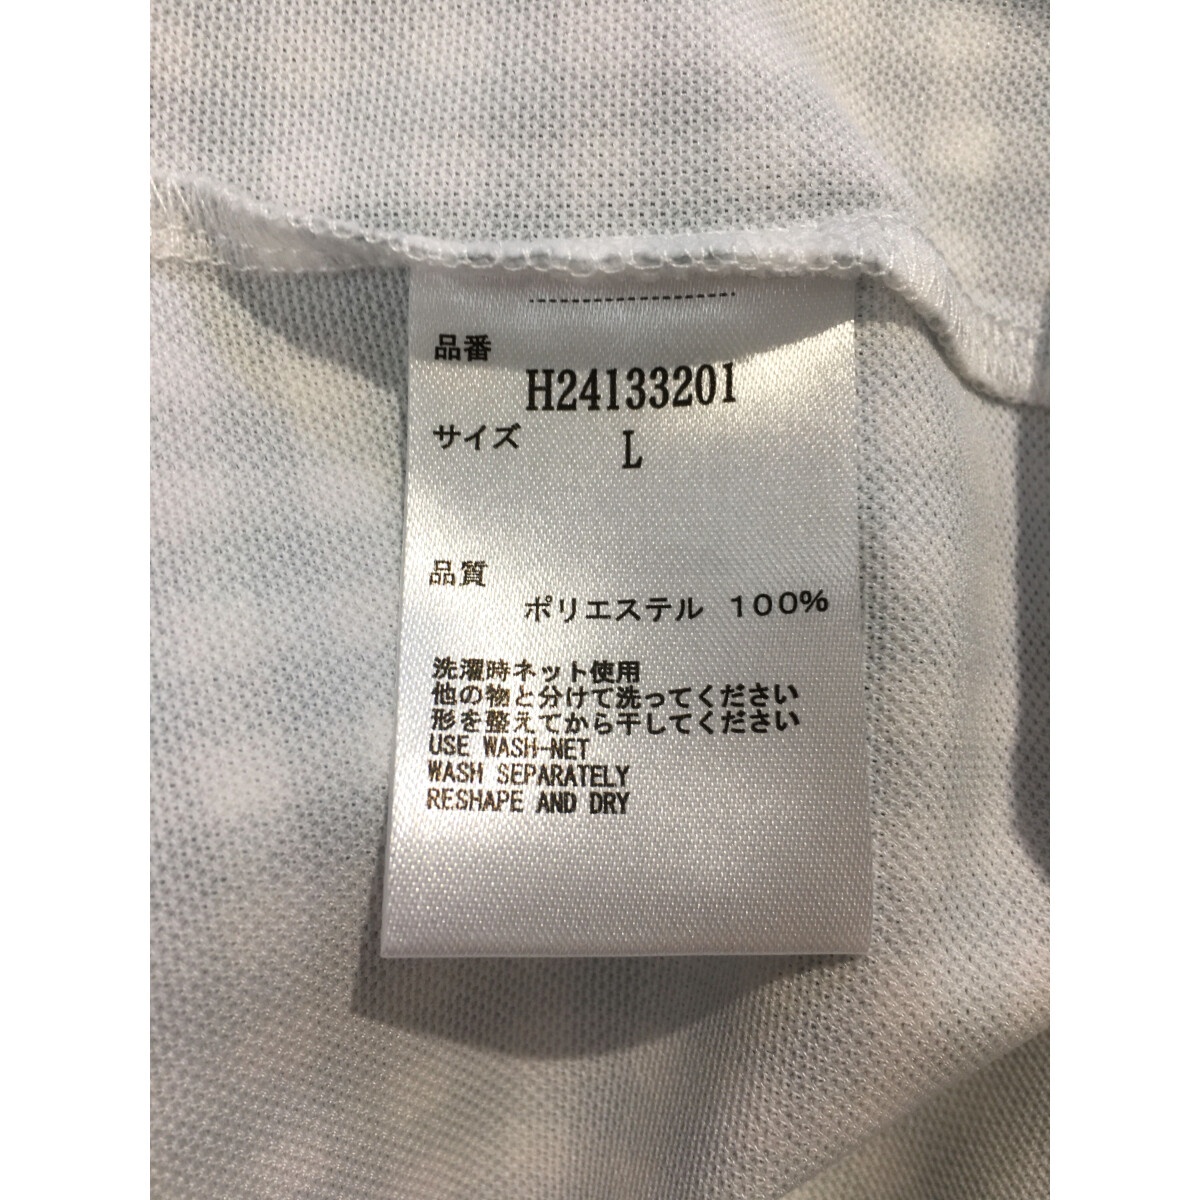 品番
H24133201
サイズ
L
品質
ポリエステル 100%
洗濯時ネット使用
他の物と分けて洗ってください
形を整えてから干してください
USE WASH-NET
WASH SEPARATELY
RESHAPE AND DRY